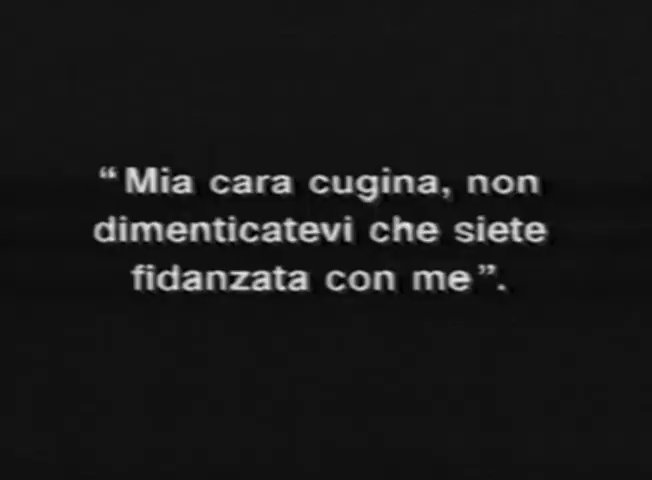 “Mia cara cugina, non
dimenticatevi che siete
fidanzata con me”.